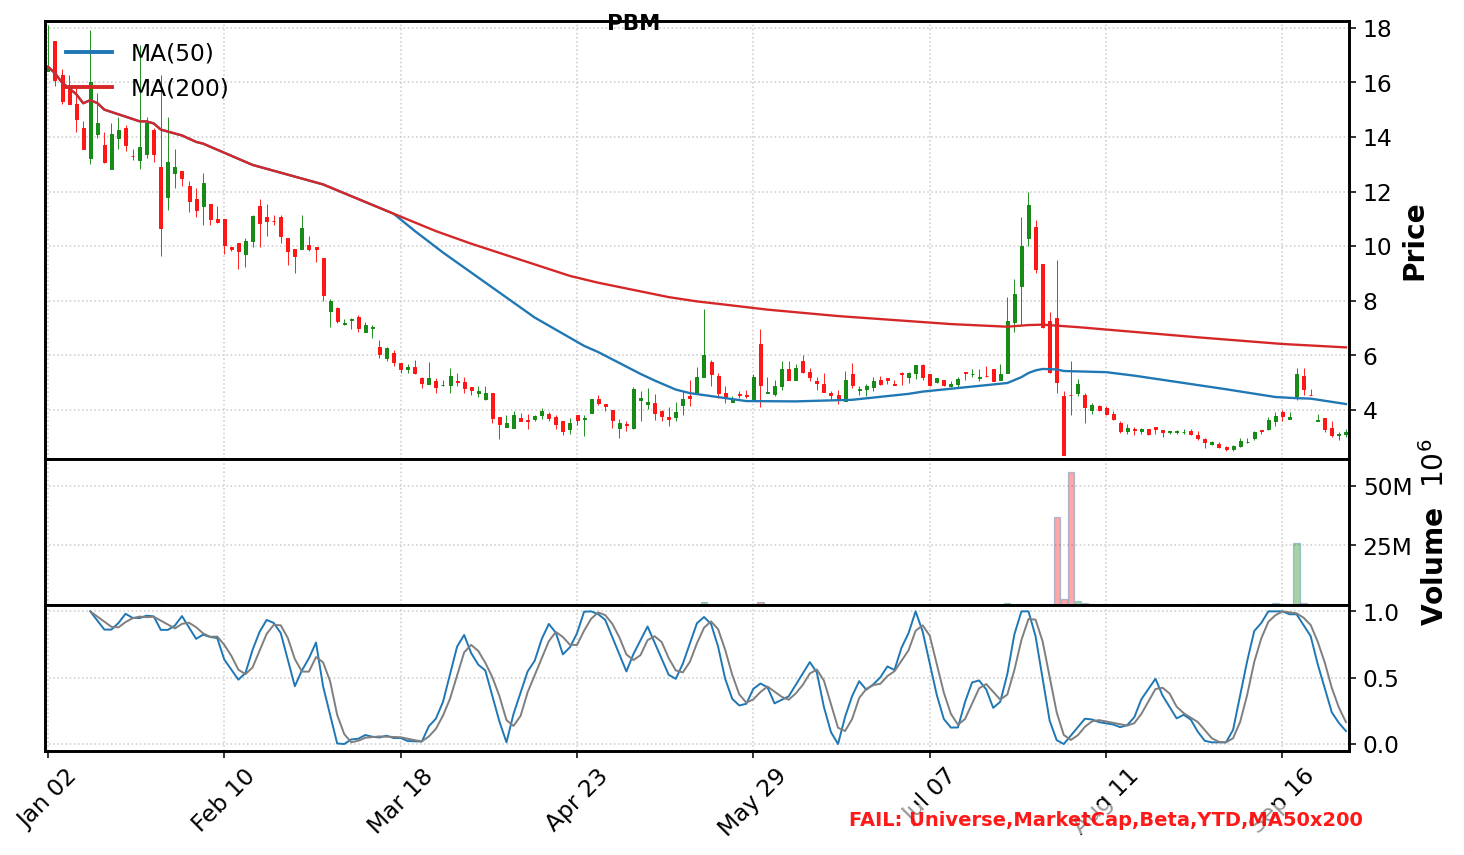 PBM
MA(50)
MA(200)
18
16
14
12
10
8
6
4
Price
50M
25M
Volume 10^6
1.0
0.5
0.0
Jan 02
Feb 10
Mar 18
Apr 23
May 29
Jul 07
Aug 11
Sep 16
FAIL: Universe,MarketCap,Beta,YTD,MA50x200